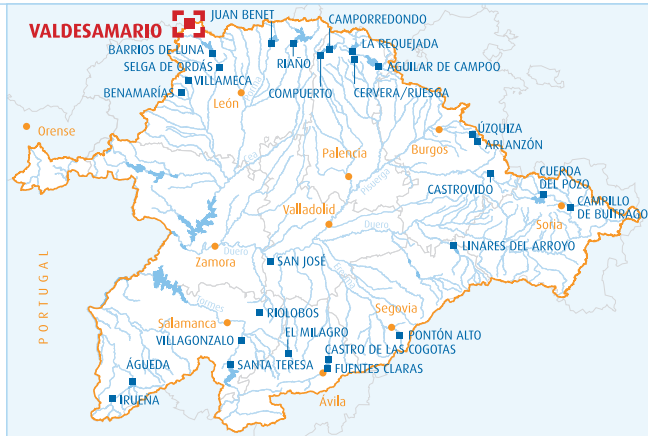 VALDESAMARIO
JUAN BENET
CAMPORREDONDO
BARRIOS DE LUNA
LA REQUEJADA
SELGA DE ORDÁS
RIAÑO
AGUILAR DE CAMPOO
VILLAMECA
BENAMARÍAS
COMPUERTO
CERVERA/RUESGA
León
Orense
ÚZQUIZA
Burgos
ARLANZÓN
Palencia
Pisuerga
CUERDA
DEL POZO
CASTROVIDO
CAMPILLO
DE BUITRAGO
Valladolid
Soria
Duero
Duero
LINARES DEL ARROYO
Zamora
SAN JOSÉ
PORTUGAL
Tormes
RIOLOBOS
Segovia
Salamanca
EL MILAGRO
PONTÓN ALTO
VILLAGONZALO
CASTRO DE LAS COGOTAS
ÁGUEDA
SANTA TERESA
FUENTES CLARAS
IRUEÑA
Ávila